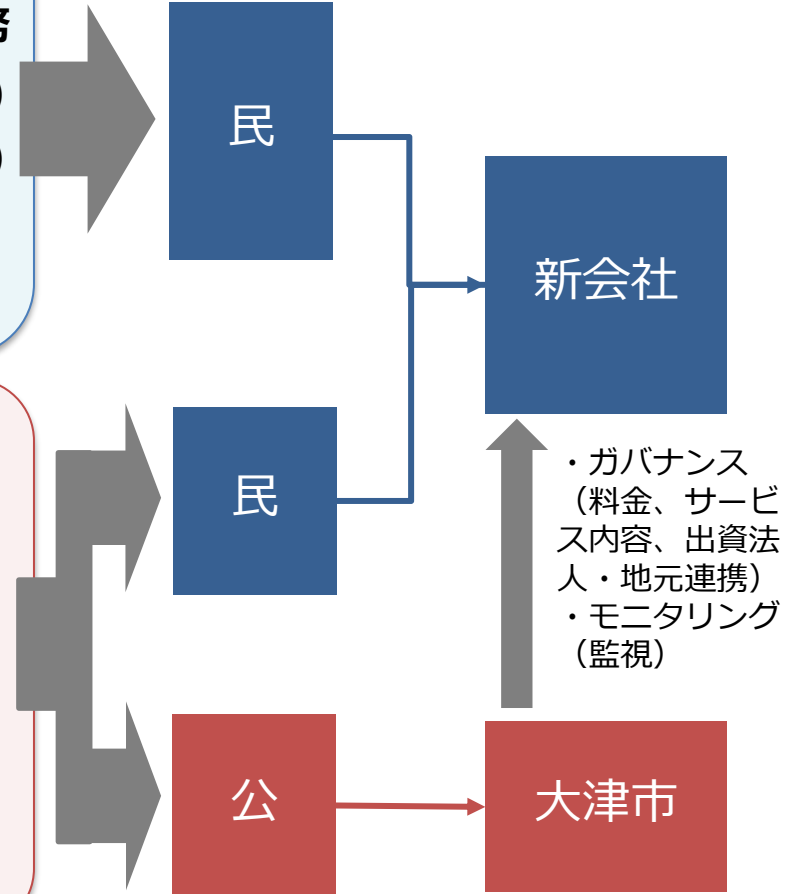 務
）
）
民
新会社
民
・ガバナンス
（料金、サービ
ス内容、出資法
人・地元連携）
・モニタリング
（監視）
公
大津市